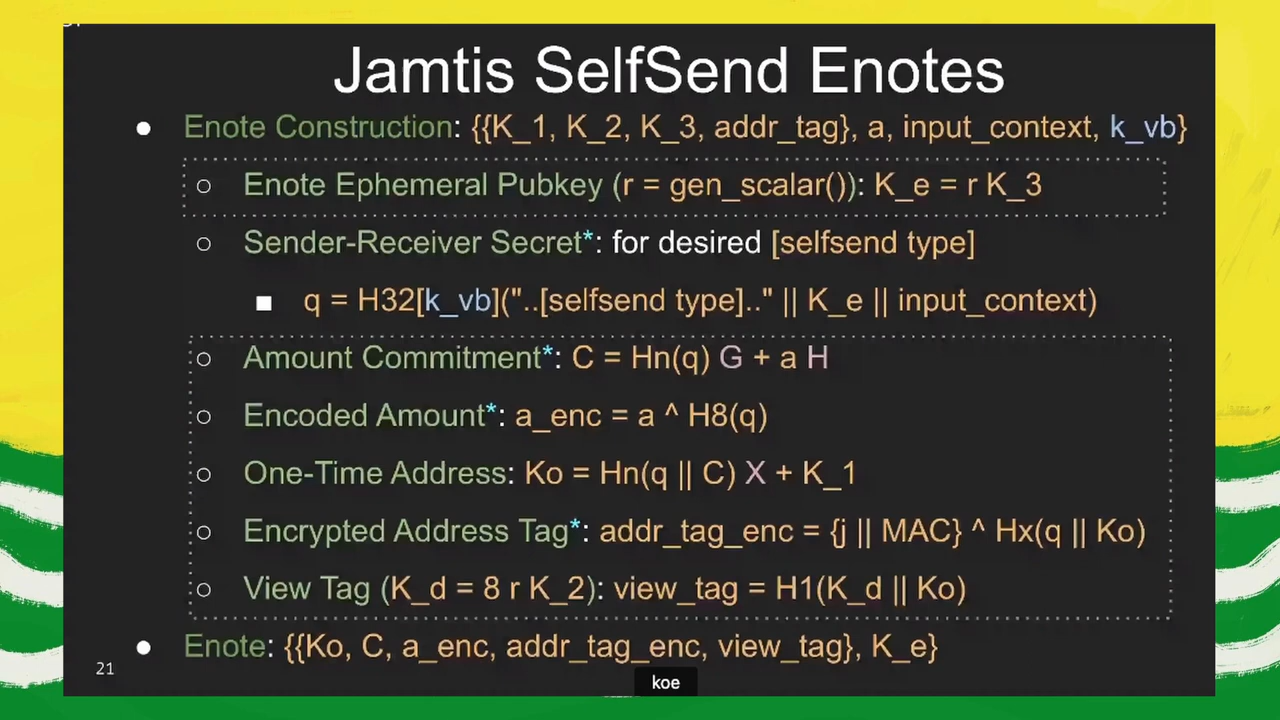 Jamtis SelfSend Enotes
● Enote Construction: {{K_1, K_2, K_3, addr_tag}, a, input_context, k_vb}
○ Enote Ephemeral Pubkey (r = gen_scalar()): K_e = r K_3
○ Sender-Receiver Secret*: for desired [selfsend type]
■ q = H32[k_vb]("..[selfsend type].." || K_e || input_context)
○ Amount Commitment*: C = Hn(q) G + a H
○ Encoded Amount*: a_enc = a ^ H8(q)
○ One-Time Address: Ko = Hn(q || C) X + K_1
○ Encrypted Address Tag*: addr_tag_enc = {j || MAC} ^ Hx(q || Ko)
○ View Tag (K_d = 8 r K_2): view_tag = H1(K_d || Ko)
● Enote: {{Ko, C, a_enc, addr_tag_enc, view_tag}, K_e}
21
koe